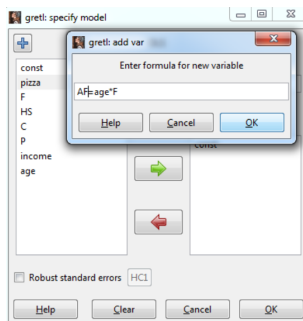 gretl: specify model
gretl: add var
Enter formula for new variable
AF=age*F
Help Cancel OK
const
pizza
F
HS
C
P
income
age
const
Robust standard errors HC1
Help Clear Cancel OK